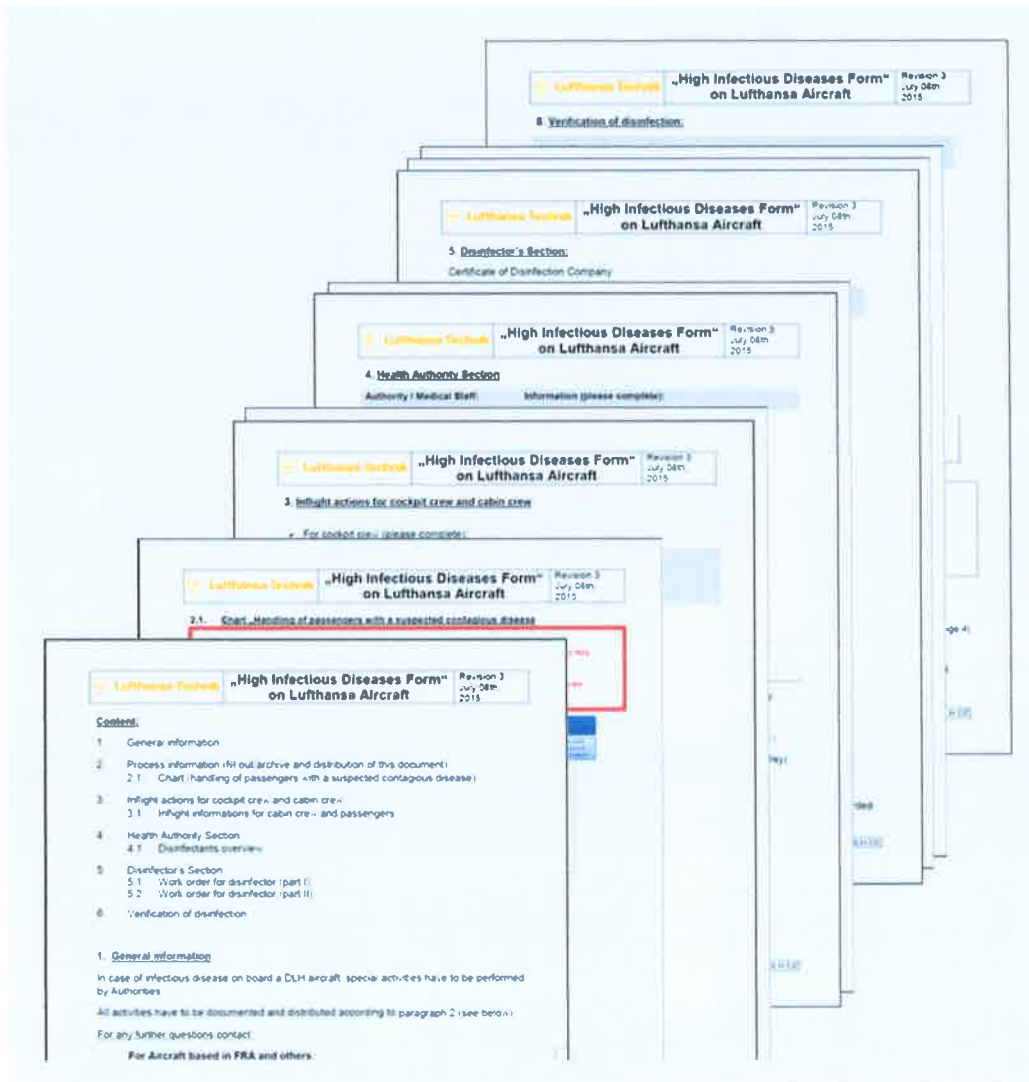 Lufthansa Technik „High Infectious Diseases Form“ on Lufthansa Aircraft Revision 3 July 08th, 2015
6. Verification of disinfection:
Lufthansa Technik „High Infectious Diseases Form“ on Lufthansa Aircraft Revision 3 July 08th, 2015
5. Disinfector's Section:
Certificate of Disinfection Company
Lufthansa Technik „High Infectious Diseases Form“ on Lufthansa Aircraft Revision 3 July 08th, 2015
4. Health Authority Section
Authority / Medical Staff: Information (please complete):
Lufthansa Technik „High Infectious Diseases Form“ on Lufthansa Aircraft Revision 3 July 08th, 2015
3. Inflight actions for cockpit crew and cabin crew
For cockpit crew (please complete):
Lufthansa Technik „High Infectious Diseases Form“ on Lufthansa Aircraft Revision 3 July 08th, 2015
2.1. Chart „Handling of passengers with a suspected contagious disease
Lufthansa Technik „High Infectious Diseases Form“ on Lufthansa Aircraft Revision 3 July 08th, 2015
Content:
1. General information
2. Process information (fill out archive and distribution of this document)
2.1. Chart (handling of passengers with a suspected contagious disease)
3. Inflight actions for cockpit crew and cabin crew
3.1 Inflight informations for cabin crew and passengers
4. Health Authority Section
4.1 Disinfectants overview
5. Disinfector's Section
5.1 Work order for disinfector (part I)
5.2 Work order for disinfector (part II)
6. Verification of disinfection
1. General information
In case of infectious disease on board a DLH aircraft, special activities have to be performed
by Authorities
All activities have to be documented and distributed according to paragraph 2 (see below)
For any further questions contact:
For Aircraft based in FRA and others: